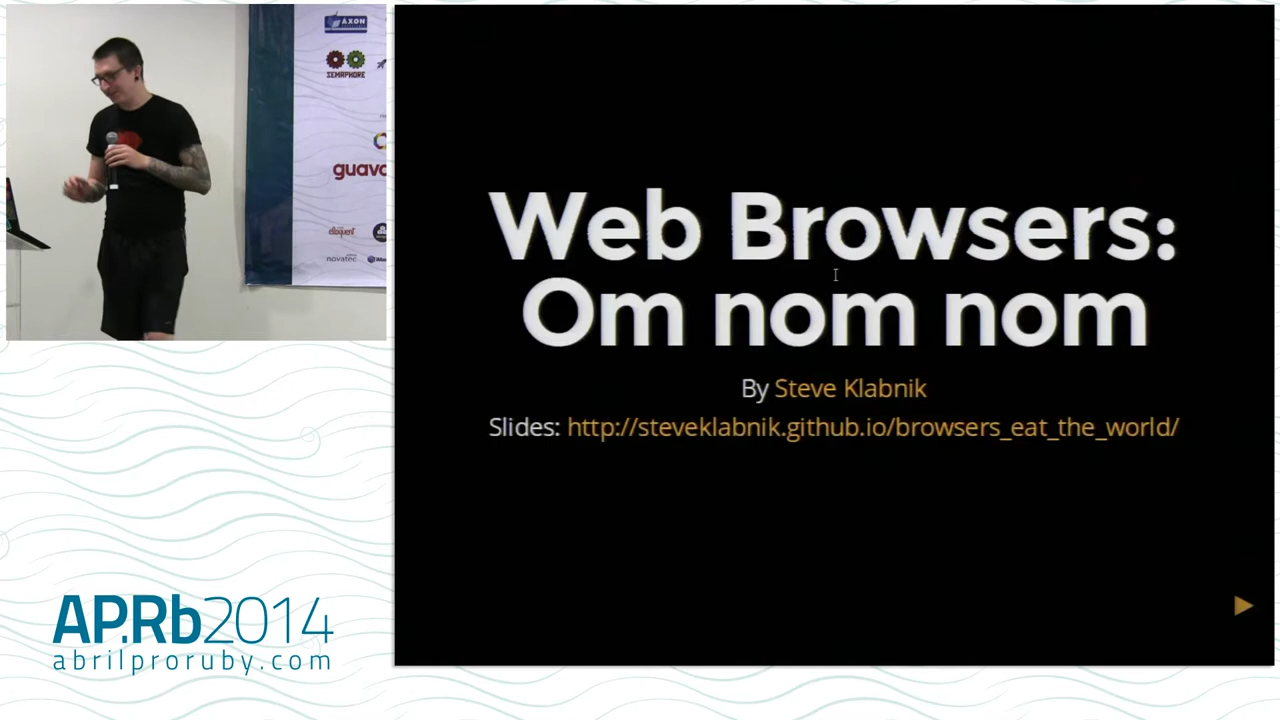 AXON
SEMAPHORE
guava
eloquent
novatec
Web Browsers:
Om nom nom
By Steve Klabnik
Slides: http://steveklabnik.github.io/browsers_eat_the_world/
AP.Rb2014
abrilproruby.com